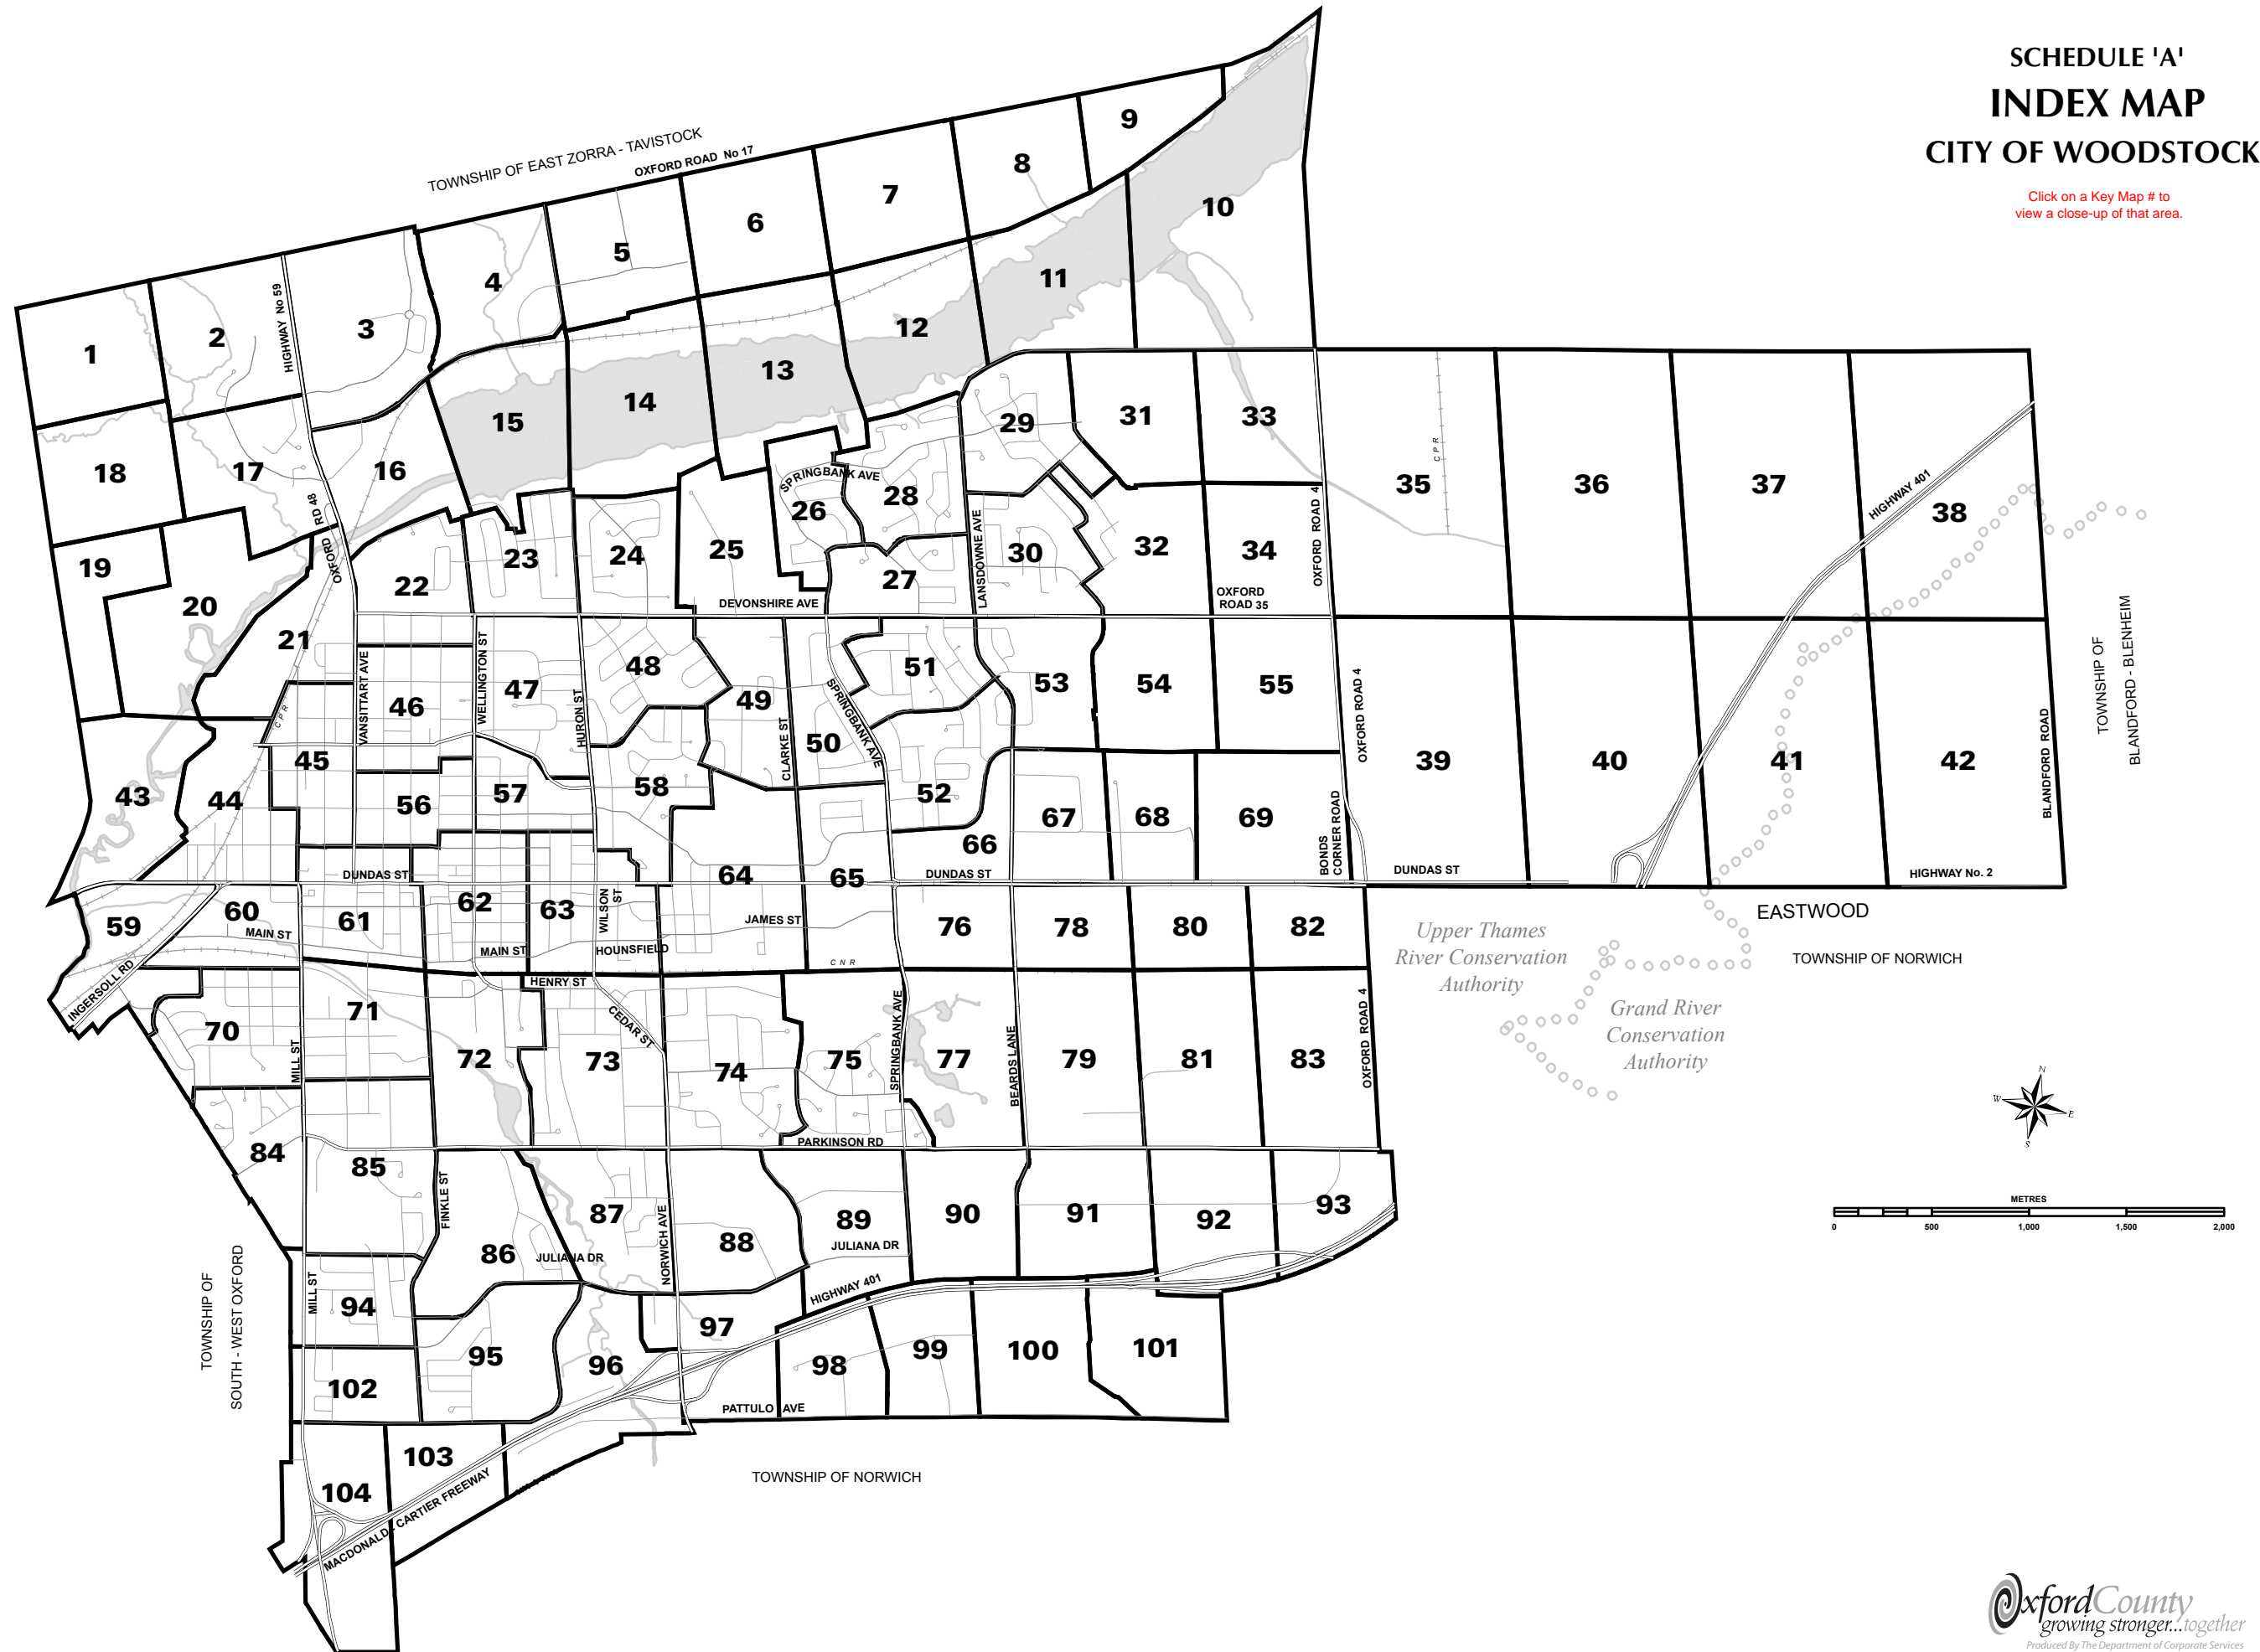 SCHEDULE 'A'
INDEX MAP
CITY OF WOODSTOCK
Click on a Key Map # to
view a close-up of that area.
TOWNSHIP OF EAST ZORRA - TAVISTOCK
OXFORD ROAD No 17
9
8
7
10
6
5
4
11
HIGHWAY No 59
3
2
1
12
13
14
15
29
31
33
16
17
18
SPRINGBANK AVE
28
26
CPR
35
36
37
HIGHWAY 401
38
OXFORD RD 48
19
20
22
23
24
25
27
LANSDOWNE AVE
30
32
34
OXFORD ROAD 4
OXFORD
ROAD 35
DEVONSHIRE AVE
21
CPR
VANSITTART AVE
46
WELLINGTON ST
47
HURON ST
48
49
CLARKE ST
50
SPRINGBANK AVE
51
53
54
55
OXFORD ROAD 4
39
40
41
42
BLANDFORD ROAD
TOWNSHIP OF
BLANDFORD - BLENHEIM
43
44
45
56
57
58
52
66
67
68
69
BONDS
CORNER ROAD
DUNDAS ST
64
65
DUNDAS ST
DUNDAS ST
HIGHWAY No. 2
EASTWOOD
TOWNSHIP OF NORWICH
59
60
MAIN ST
61
62
MAIN ST
63
WILSON
ST
HOUNSFIELD
JAMES ST
CNR
76
78
80
82
Upper Thames
River Conservation
Authority
Grand River
Conservation
Authority
INGERSOLL RD
70
MILL ST
71
72
HENRY ST
73
CEDAR ST
74
75
SPRINGBANK AVE
77
BEARDS LANE
79
81
83
OXFORD ROAD 4
N
W
E
S
PARKINSON RD
84
85
FINKLE ST
86
JULIANA DR
87
NORWICH AVE
88
89
JULIANA DR
90
91
92
93
METRES
0 500 1,000 1,500 2,000
TOWNSHIP OF
SOUTH - WEST OXFORD
MILL ST
94
95
96
97
HIGHWAY 401
98
99
100
101
102
PATTULO AVE
103
104
MACDONALD - CARTIER FREEWAY
TOWNSHIP OF NORWICH
OxfordCounty
growing stronger...together
Produced By The Department of Corporate Services